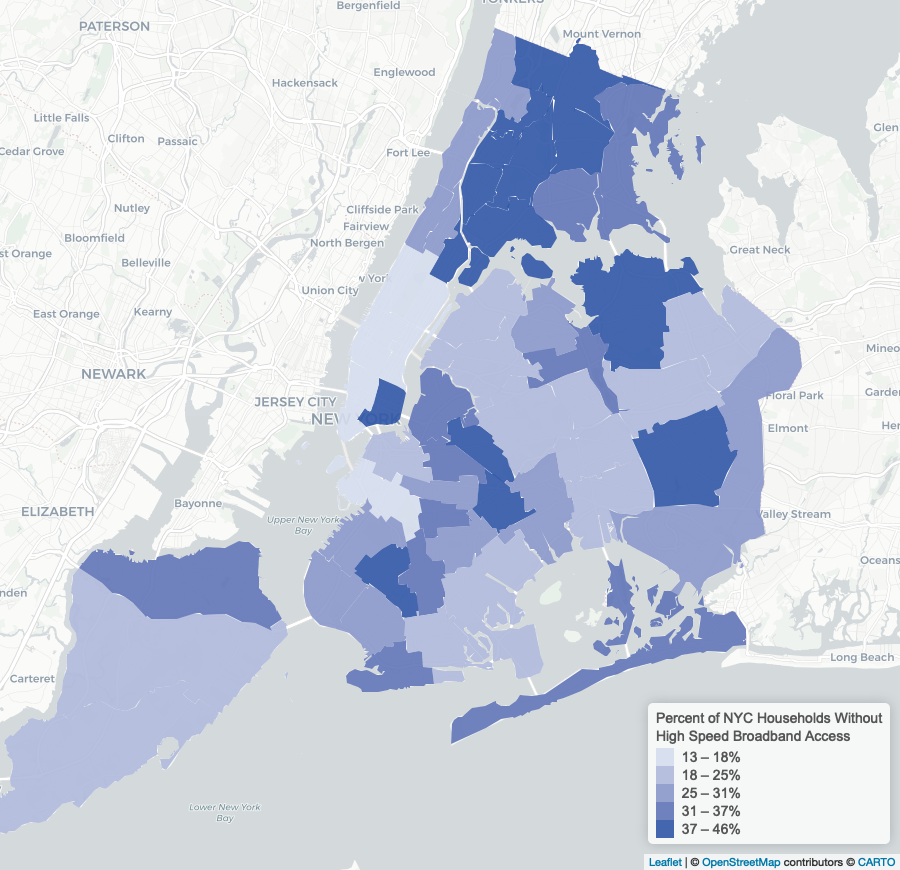 YONKERS
Bergenfield
PATERSON
Mount Vernon
Englewood
Hackensack
Little Falls
Glen
Clifton
Passaic
Cedar Grove
Fort Lee
Nutley
Cliffside Park
Fairview
Bloomfield
North Bergen
st Orange
Great Neck
Belleville
w Yor
Union City
East Orange
Kearny
Mineo
NEWARK
Floral Park
Garde
JERSEY CITY
NEW YORK
Elmont
He
Bayonne
ELIZABETH
Valley Stream
Upper New York
Bay
Oceans
nden
Long Beach
Carteret
Lower New York
Bay
Percent of NYC Households Without
High Speed Broadband Access
13 – 18%
18 – 25%
25 – 31%
31 – 37%
37 – 46%
Leaflet | © OpenStreetMap contributors © CARTO